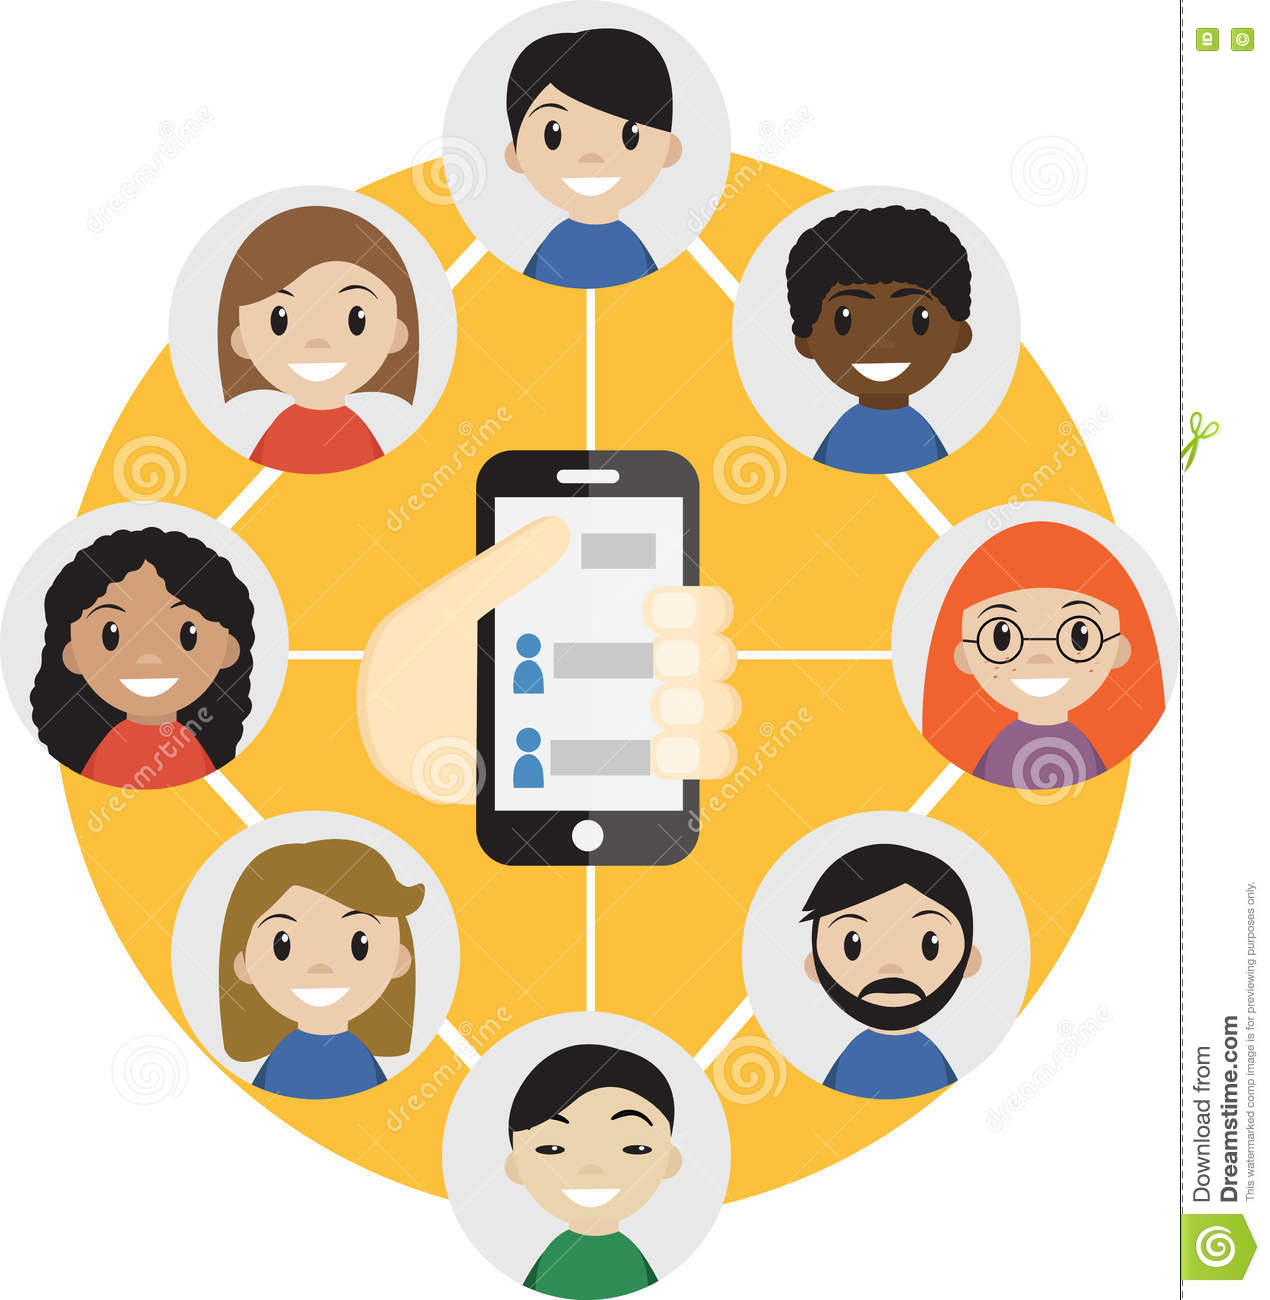 ID
©
dreamstime
dreamstime
dreamstime
dreamstime
dreamstime
dreamstime
dreamstime
dreamstime
Download from
Dreamstime.com
This watermarked comp image is for previewing purposes only.